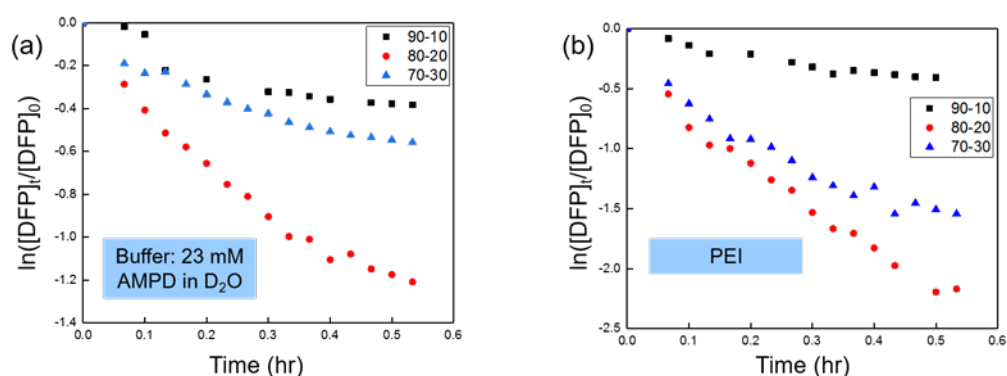 (a)
0.0
-0.2
-0.4
-0.6
-0.8
-1.0
-1.2
-1.4
ln([DFP]t/[DFP]0)
90-10
80-20
70-30
Buffer: 23 mM
AMPD in D2O
0.0 0.1 0.2 0.3 0.4 0.5 0.6
Time (hr)
(b)
0.0
-0.5
-1.0
-1.5
-2.0
-2.5
ln([DFP]t/[DFP]0)
90-10
80-20
70-30
PEI
0.0 0.1 0.2 0.3 0.4 0.5 0.6
Time (hr)